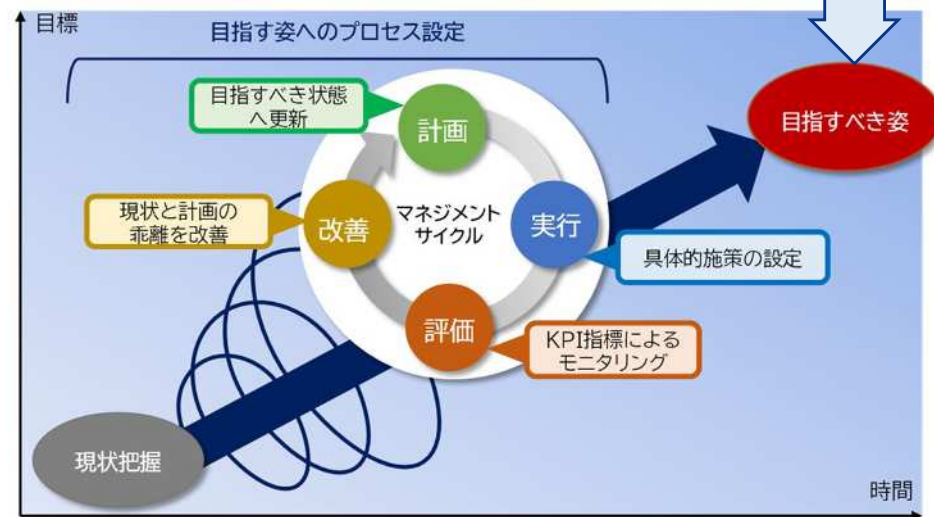 目標
目指す姿へのプロセス設定
目指すべき状態
へ更新
計画
目指すべき姿
現状と計画の
乖離を改善
改善
マネジメント
サイクル
実行
具体的施策の設定
評価
KPI指標による
モニタリング
現状把握
時間